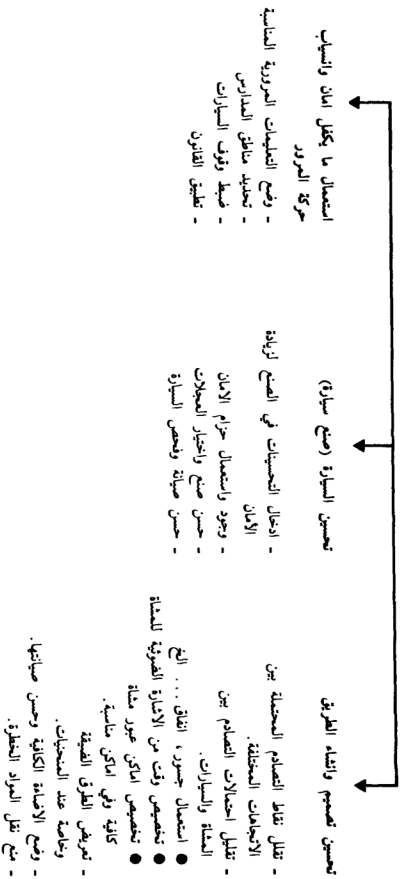 تحسين تصميم وانشاء الطريق
- تقلل نقاط التصادم المحتملة بين
الاتجاهات المختلفة.
- تقليل احتمالات التصادم بين
المشاة والسيارات.
● استعمال جسور ، انفاق ... الخ
● تخصيص وقت من الاشارة الضوئية للمشاة
● تخصيص اماكن عبور مشاة
كافية وفي اماكن مناسبة.
- تعريض الطرق الضيقة
وخاصة عند المنحيات.
- وضع الاضاءة الكافية وحسن صيانتها.
- منع نقل المواد الخطرة.
تحسين السيارة (صنع سيارة)
- ادخال التحسينات في الصنع لزيادة
الأمان
- وجود واستعمال حزام الامان
- حسن صنع واختيار العجلات
- حسن صيانة وفحص السيارة
استعمال ما يكفل امان وانسياب
حركة المرور
- وضع التعليمات المرورية المناسبة
- تحديد مناطق المدارس
- ضبط وقوف السيارات
- تطبيق القانون